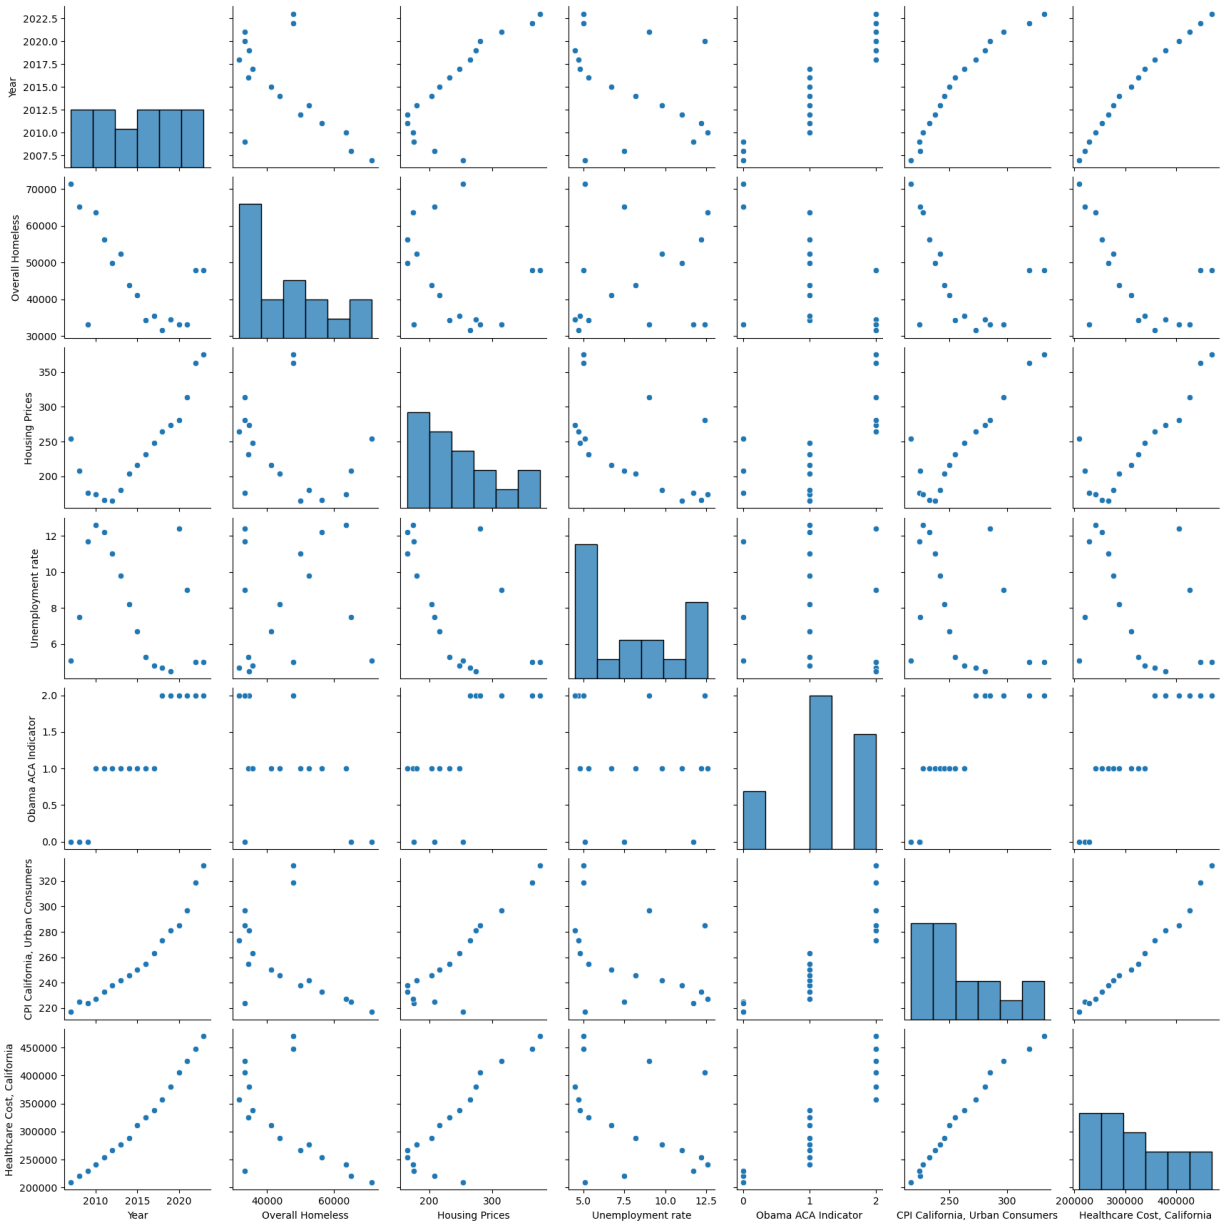 2022.5
2020.0
2017.5
2015.0
2012.5
2010.0
2007.5
Year
70000
60000
50000
40000
30000
Overall Homeless
350
300
250
200
Housing Prices
12
10
8
6
Unemployment rate
2.0
1.5
1.0
0.5
0.0
Obama ACA Indicator
320
300
280
260
240
220
CPI California, Urban Consumers
450000
400000
350000
300000
250000
200000
Healthcare Cost, California
2010 2015 2020
Year
40000 60000
Overall Homeless
200 300
Housing Prices
5.0 7.5 10.0 12.5
Unemployment rate
0 1 2
Obama ACA Indicator
250 300
CPI California, Urban Consumers
200000 300000 400000
Healthcare Cost, California